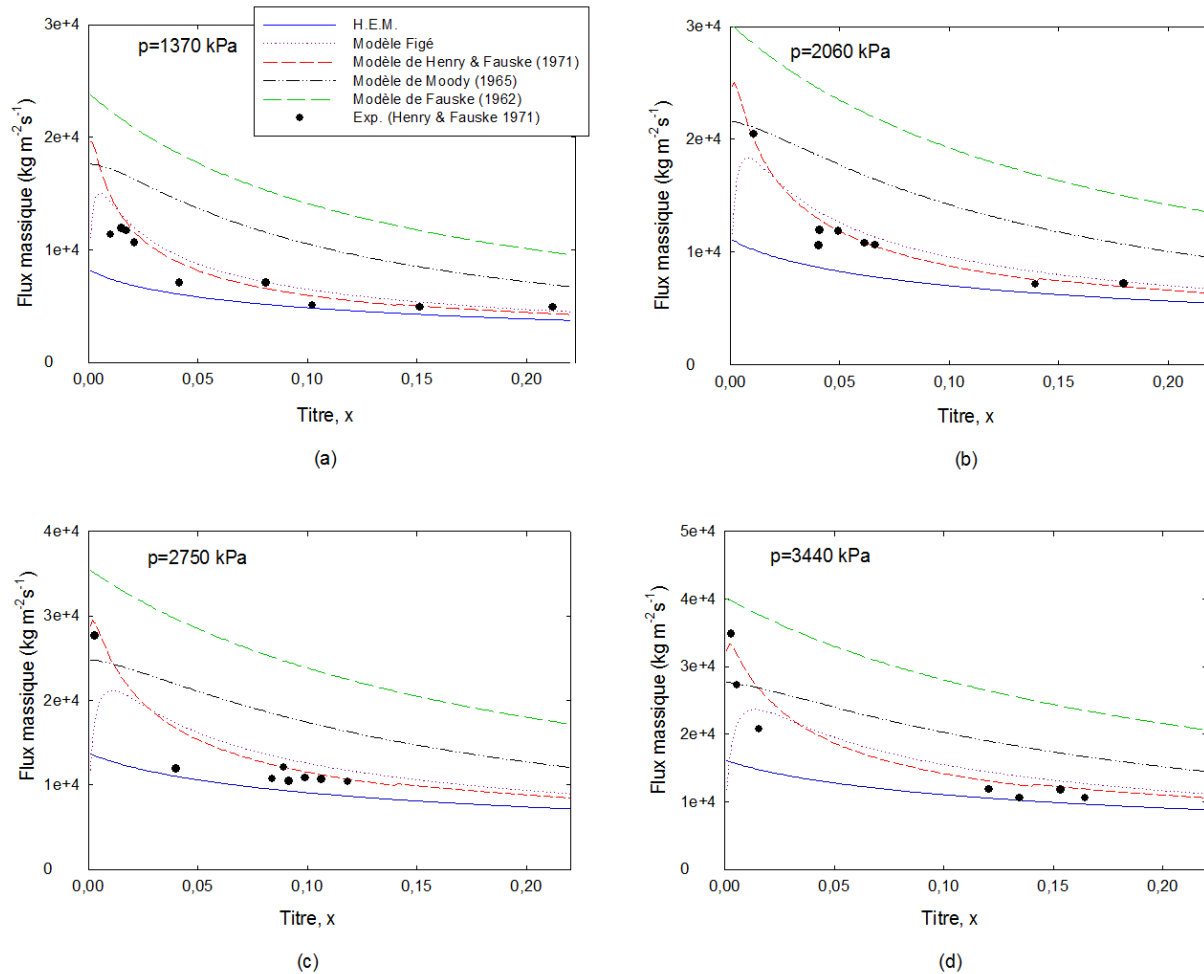 3e+4
2e+4
1e+4
0
Flux massique (kg m-2s-1)
p=1370 kPa
H.E.M.
Modèle Figé
Modèle de Henry & Fauske (1971)
Modèle de Moody (1965)
Modèle de Fauske (1962)
Exp. (Henry & Fauske 1971)
0,00 0,05 0,10 0,15 0,20
Titre, x
(a)
3e+4
2e+4
1e+4
0
Flux massique (kg m-2s-1)
p=2060 kPa
0,00 0,05 0,10 0,15 0,20
Titre, x
(b)
4e+4
3e+4
2e+4
1e+4
0
Flux massique (kg m-2s-1)
p=2750 kPa
0,00 0,05 0,10 0,15 0,20
Titre, x
(c)
5e+4
4e+4
3e+4
2e+4
1e+4
0
Flux massique (kg m-2s-1)
p=3440 kPa
0,00 0,05 0,10 0,15 0,20
Titre, x
(d)